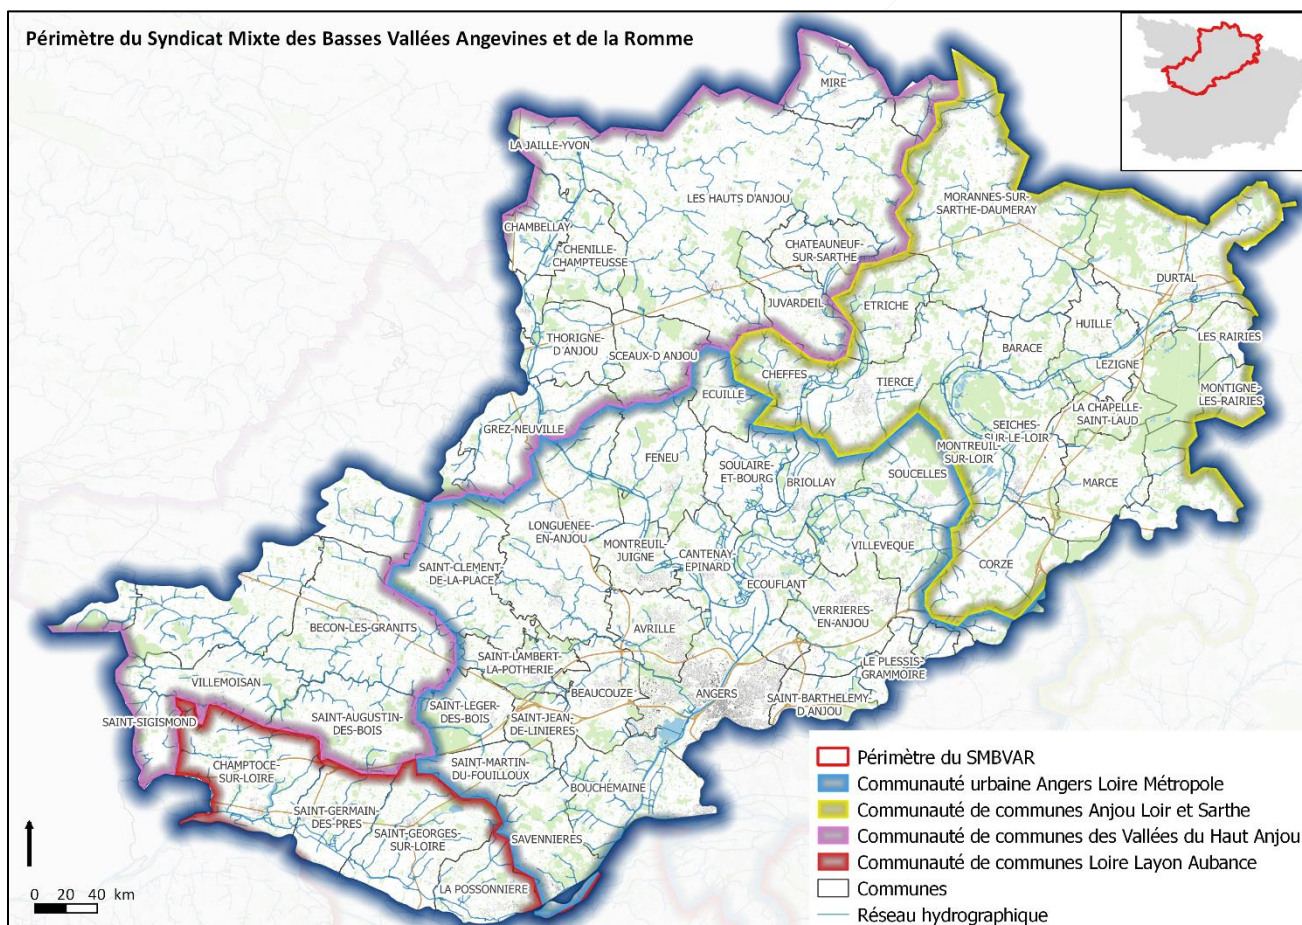 Périmètre du Syndicat Mixte des Basses Vallées Angevines et de la Romme
MIRE
LA JAILLE-YVON
LES HAUTS D'ANJOU
MORANNES-SUR-
SARTHE-DAUMERAY
CHAMBELLAY
CHENILLE-
CHAMPTEUSSE
CHATEAUNEUF-
SUR-SARTHE
DURTAL
JUVARDEIL
ETRICHE
HUILLE
THORIGNE-
D'ANJOU
SCEAUX-D ANJOU
BARACE
LES RAIRIES
LEZIGNE
CHEFFES
TIERCE
ECUILLE
MONTIGNE-
LES-RAIRIES
LA CHAPELLE-
SAINT-LAUD
GREZ-NEUVILLE
SEICHES-
SUR-LE-LOIR
MONTREUIL-
SUR-LOIR
FENEU
SOULAIRE-
ET-BOURG
BRIOLLAY
SOUCELLES
MARCE
LONGUENEE-
EN-ANJOU
MONTREUIL-
JUIGNE
CANTENAY-
EPINARD
VILLEVEQUE
SAINT-CLEMENT-
DE-LA-PLACE
CORZE
ECOUFLANT
VERRIERES-
EN-ANJOU
BECON-LES-GRANITS
AVRILLE
SAINT-LAMBERT-
LA-POTHERIE
LE PLESSIS-
GRAMMOIRE
VILLEMOISAN
BEAUCOUZE
ANGERS
SAINT-BARTHELEMY-
D'ANJOU
SAINT-LEGER-
DES-BOIS
SAINT-JEAN-
DE-LINIERES
SAINT-SIGISMOND
SAINT-AUGUSTIN-
DES-BOIS
CHAMPTOCE-
SUR-LOIRE
SAINT-MARTIN-
DU-FOUILLOUX
BOUCHEMAINE
SAINT-GERMAIN-
DES-PRES
SAINT-GEORGES-
SUR-LOIRE
SAVENNIERES
LA POSSONNIERE
0 20 40 km
Périmètre du SMBVAR
Communauté urbaine Angers Loire Métropole
Communauté de communes Anjou Loir et Sarthe
Communauté de communes des Vallées du Haut Anjou
Communauté de communes Loire Layon Aubance
Communes
Réseau hydrographique